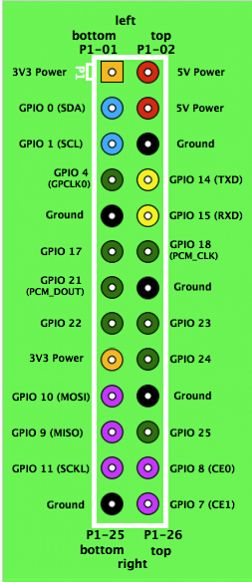 left
bottom top
P1-01 P1-02
3V3 Power P1 5V Power
GPIO 0 (SDA) 5V Power
GPIO 1 (SCL) Ground
GPIO 4 GPIO 14 (TXD)
(GPCLK0)
Ground GPIO 15 (RXD)
GPIO 17 GPIO 18
(PCM_CLK)
GPIO 21 Ground
(PCM_DOUT)
GPIO 22 GPIO 23
3V3 Power GPIO 24
GPIO 10 (MOSI) Ground
GPIO 9 (MISO) GPIO 25
GPIO 11 (SCKL) GPIO 8 (CE0)
Ground GPIO 7 (CE1)
P1-25 P1-26
bottom top
right